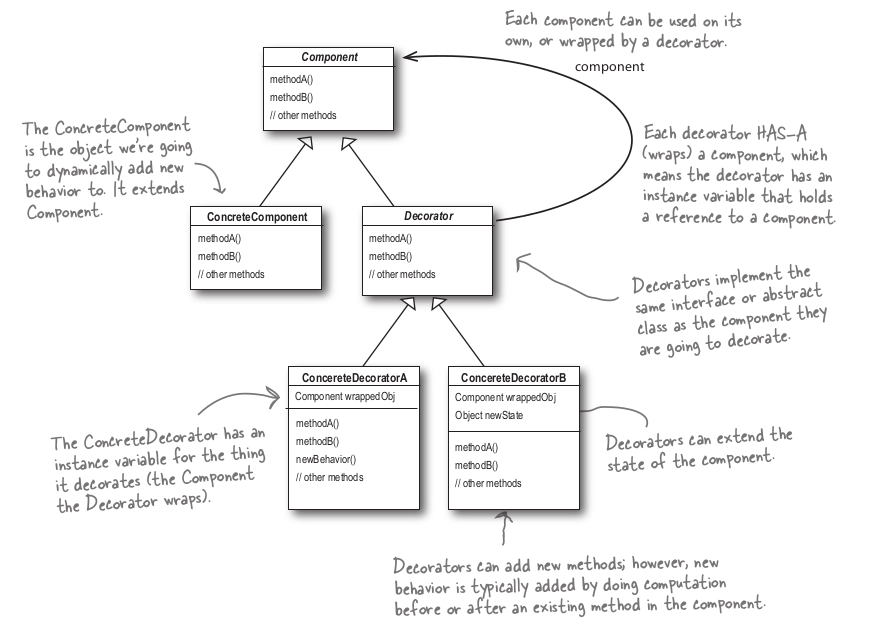 Each component can be used on its
own, or wrapped by a decorator.
component
Component
methodA()
methodB()
// other methods
The ConcreteComponent
is the object we're going
to dynamically add new
behavior to. It extends
Component.
Each decorator HAS-A
(wraps) a component, which
means the decorator has an
instance variable that holds
a reference to a component.
ConcreteComponent
methodA()
methodB()
// other methods
Decorator
methodA()
methodB()
// other methods
Decorators implement the
same interface or abstract
class as the component they
are going to decorate.
ConcereteDecoratorA
Component wrappedObj
methodA()
methodB()
newBehavior()
// other methods
ConcereteDecoratorB
Component wrappedObj
Object newState
methodA()
methodB()
// other methods
The ConcreteDecorator has an
instance variable for the thing
it decorates (the Component
the Decorator wraps).
Decorators can extend the
state of the component.
Decorators can add new methods; however, new
behavior is typically added by doing computation
before or after an existing method in the component.